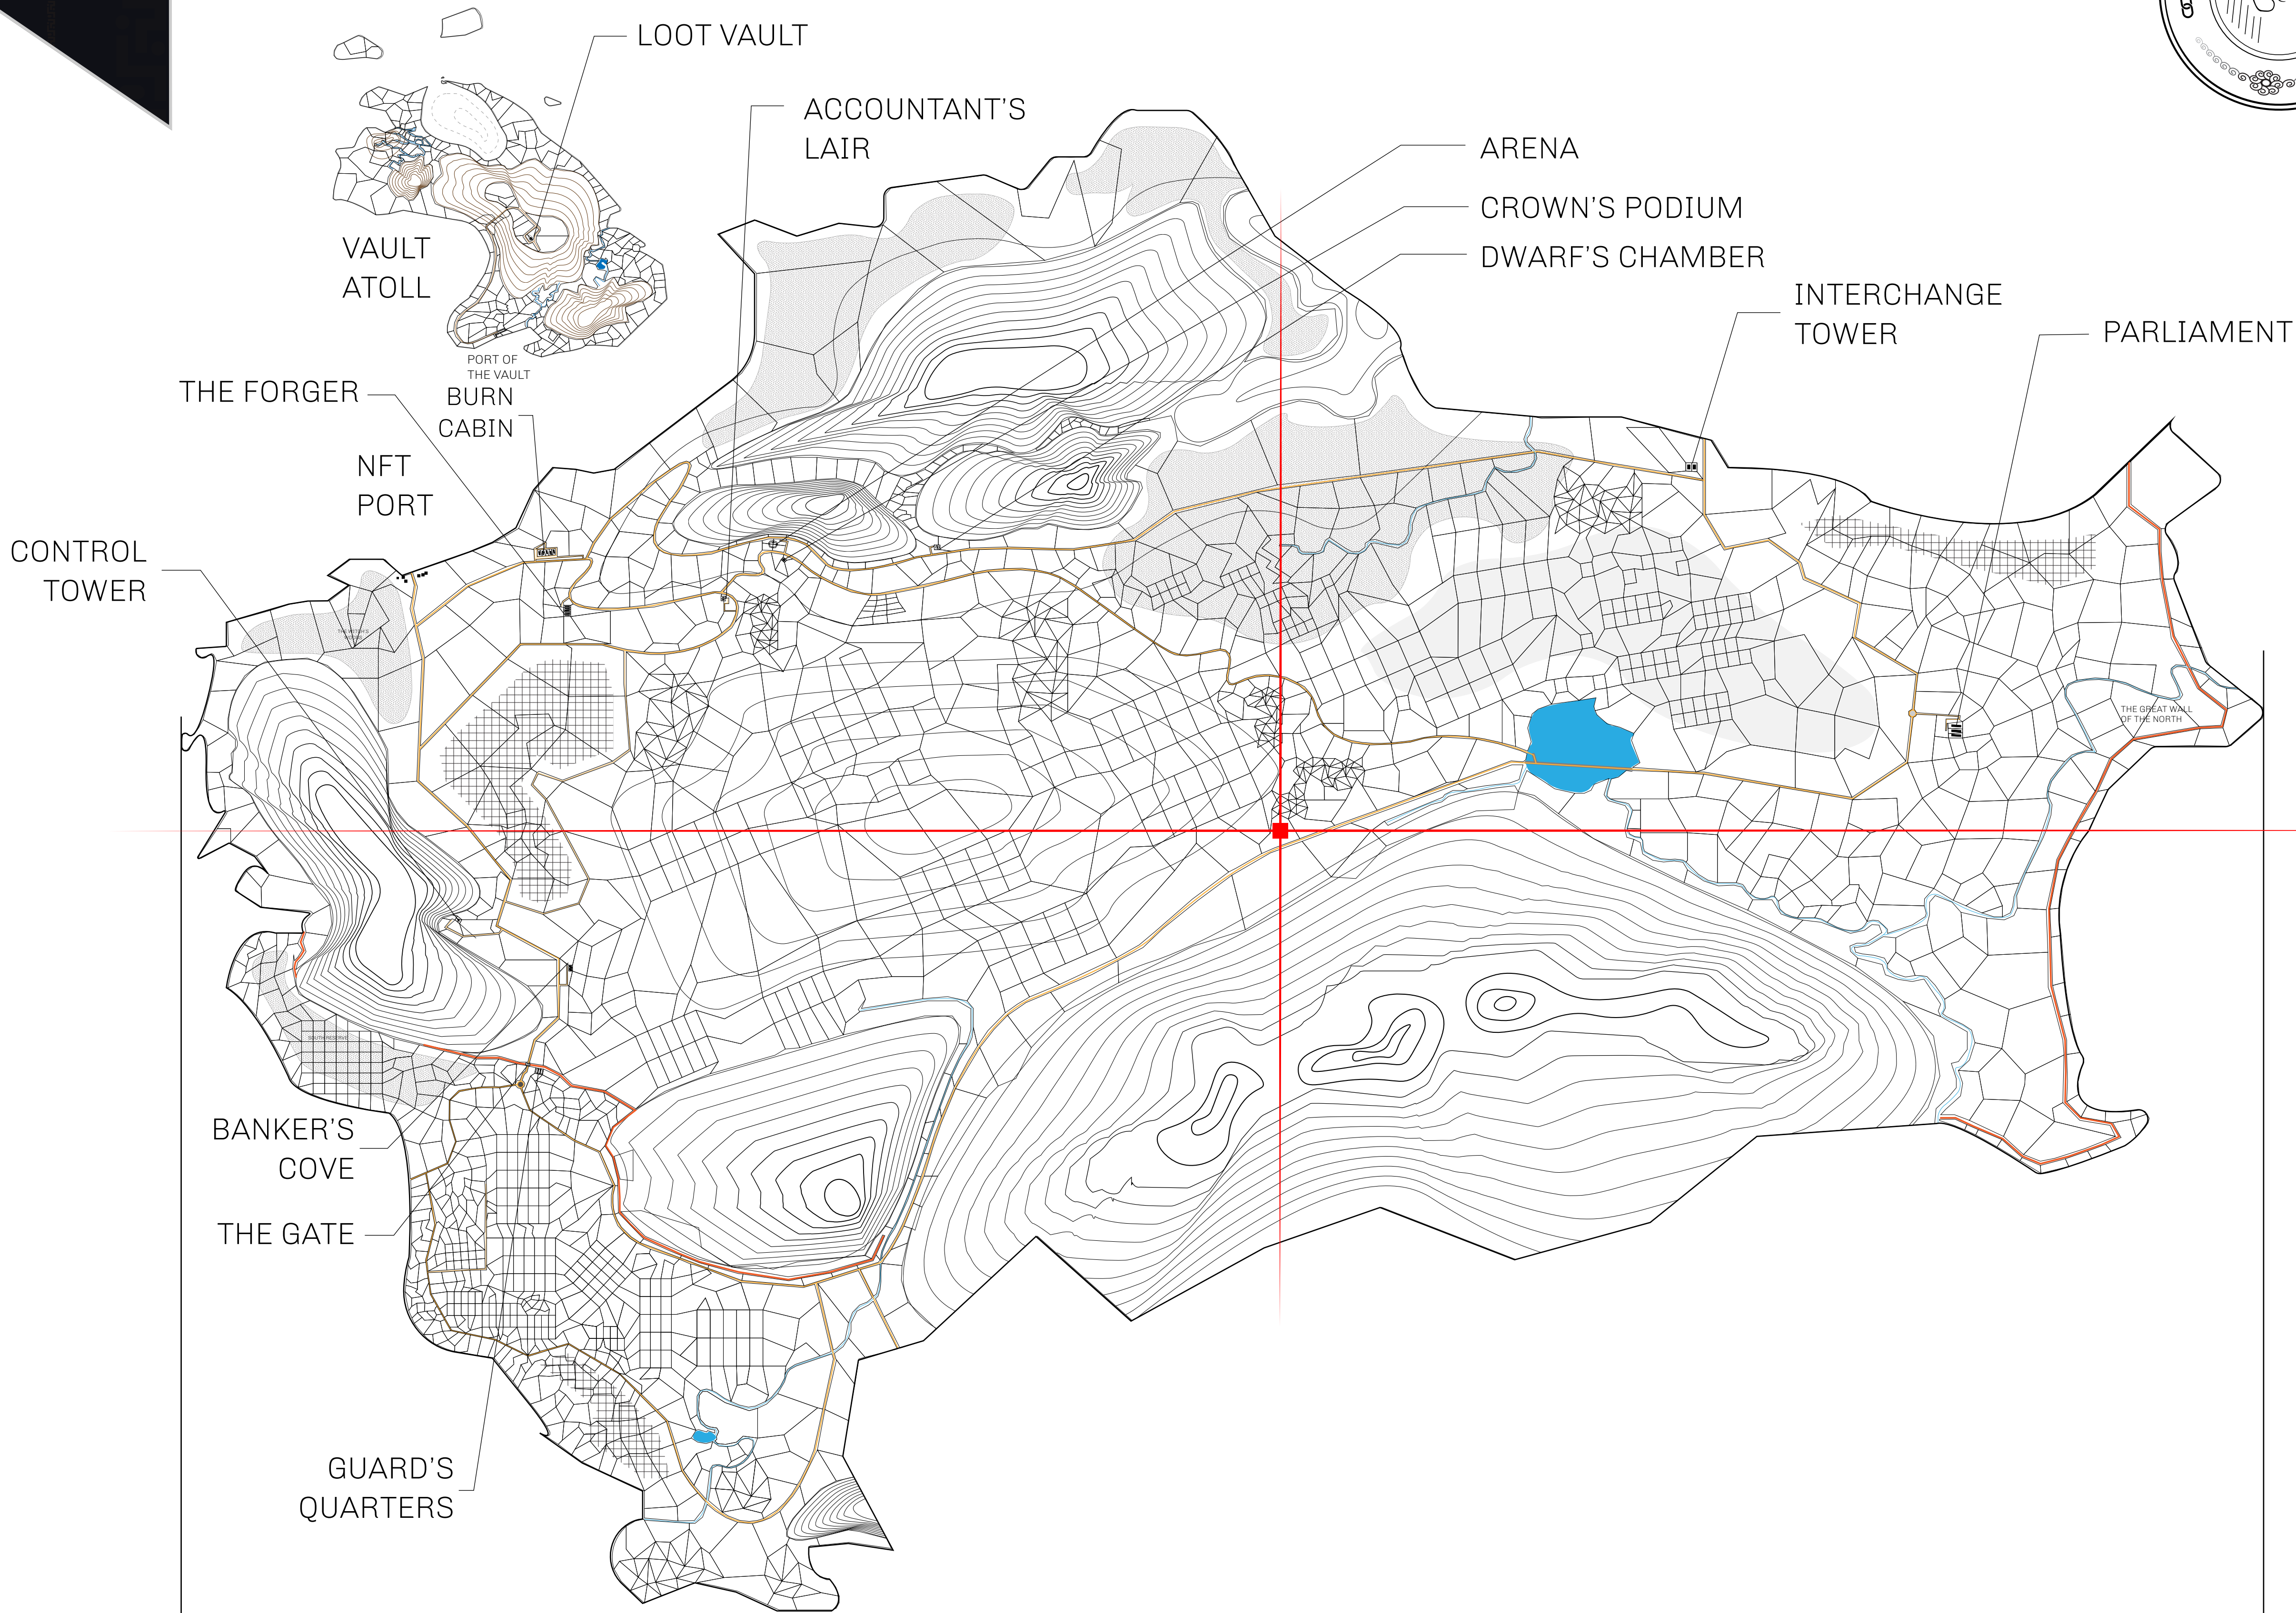 LOOT VAULT
ACCOUNTANT'S
LAIR
ARENA
CROWN'S PODIUM
DWARF'S CHAMBER
VAULT
ATOLL
INTERCHANGE
TOWER
PARLIAMENT
PORT OF
THE VAULT
THE FORGER
BURN
CABIN
NFT
PORT
CONTROL
TOWER
THE GREAT WALL
OF THE NORTH
SOUTH RESERVE
BANKER'S
COVE
THE GATE
GUARD'S
QUARTERS